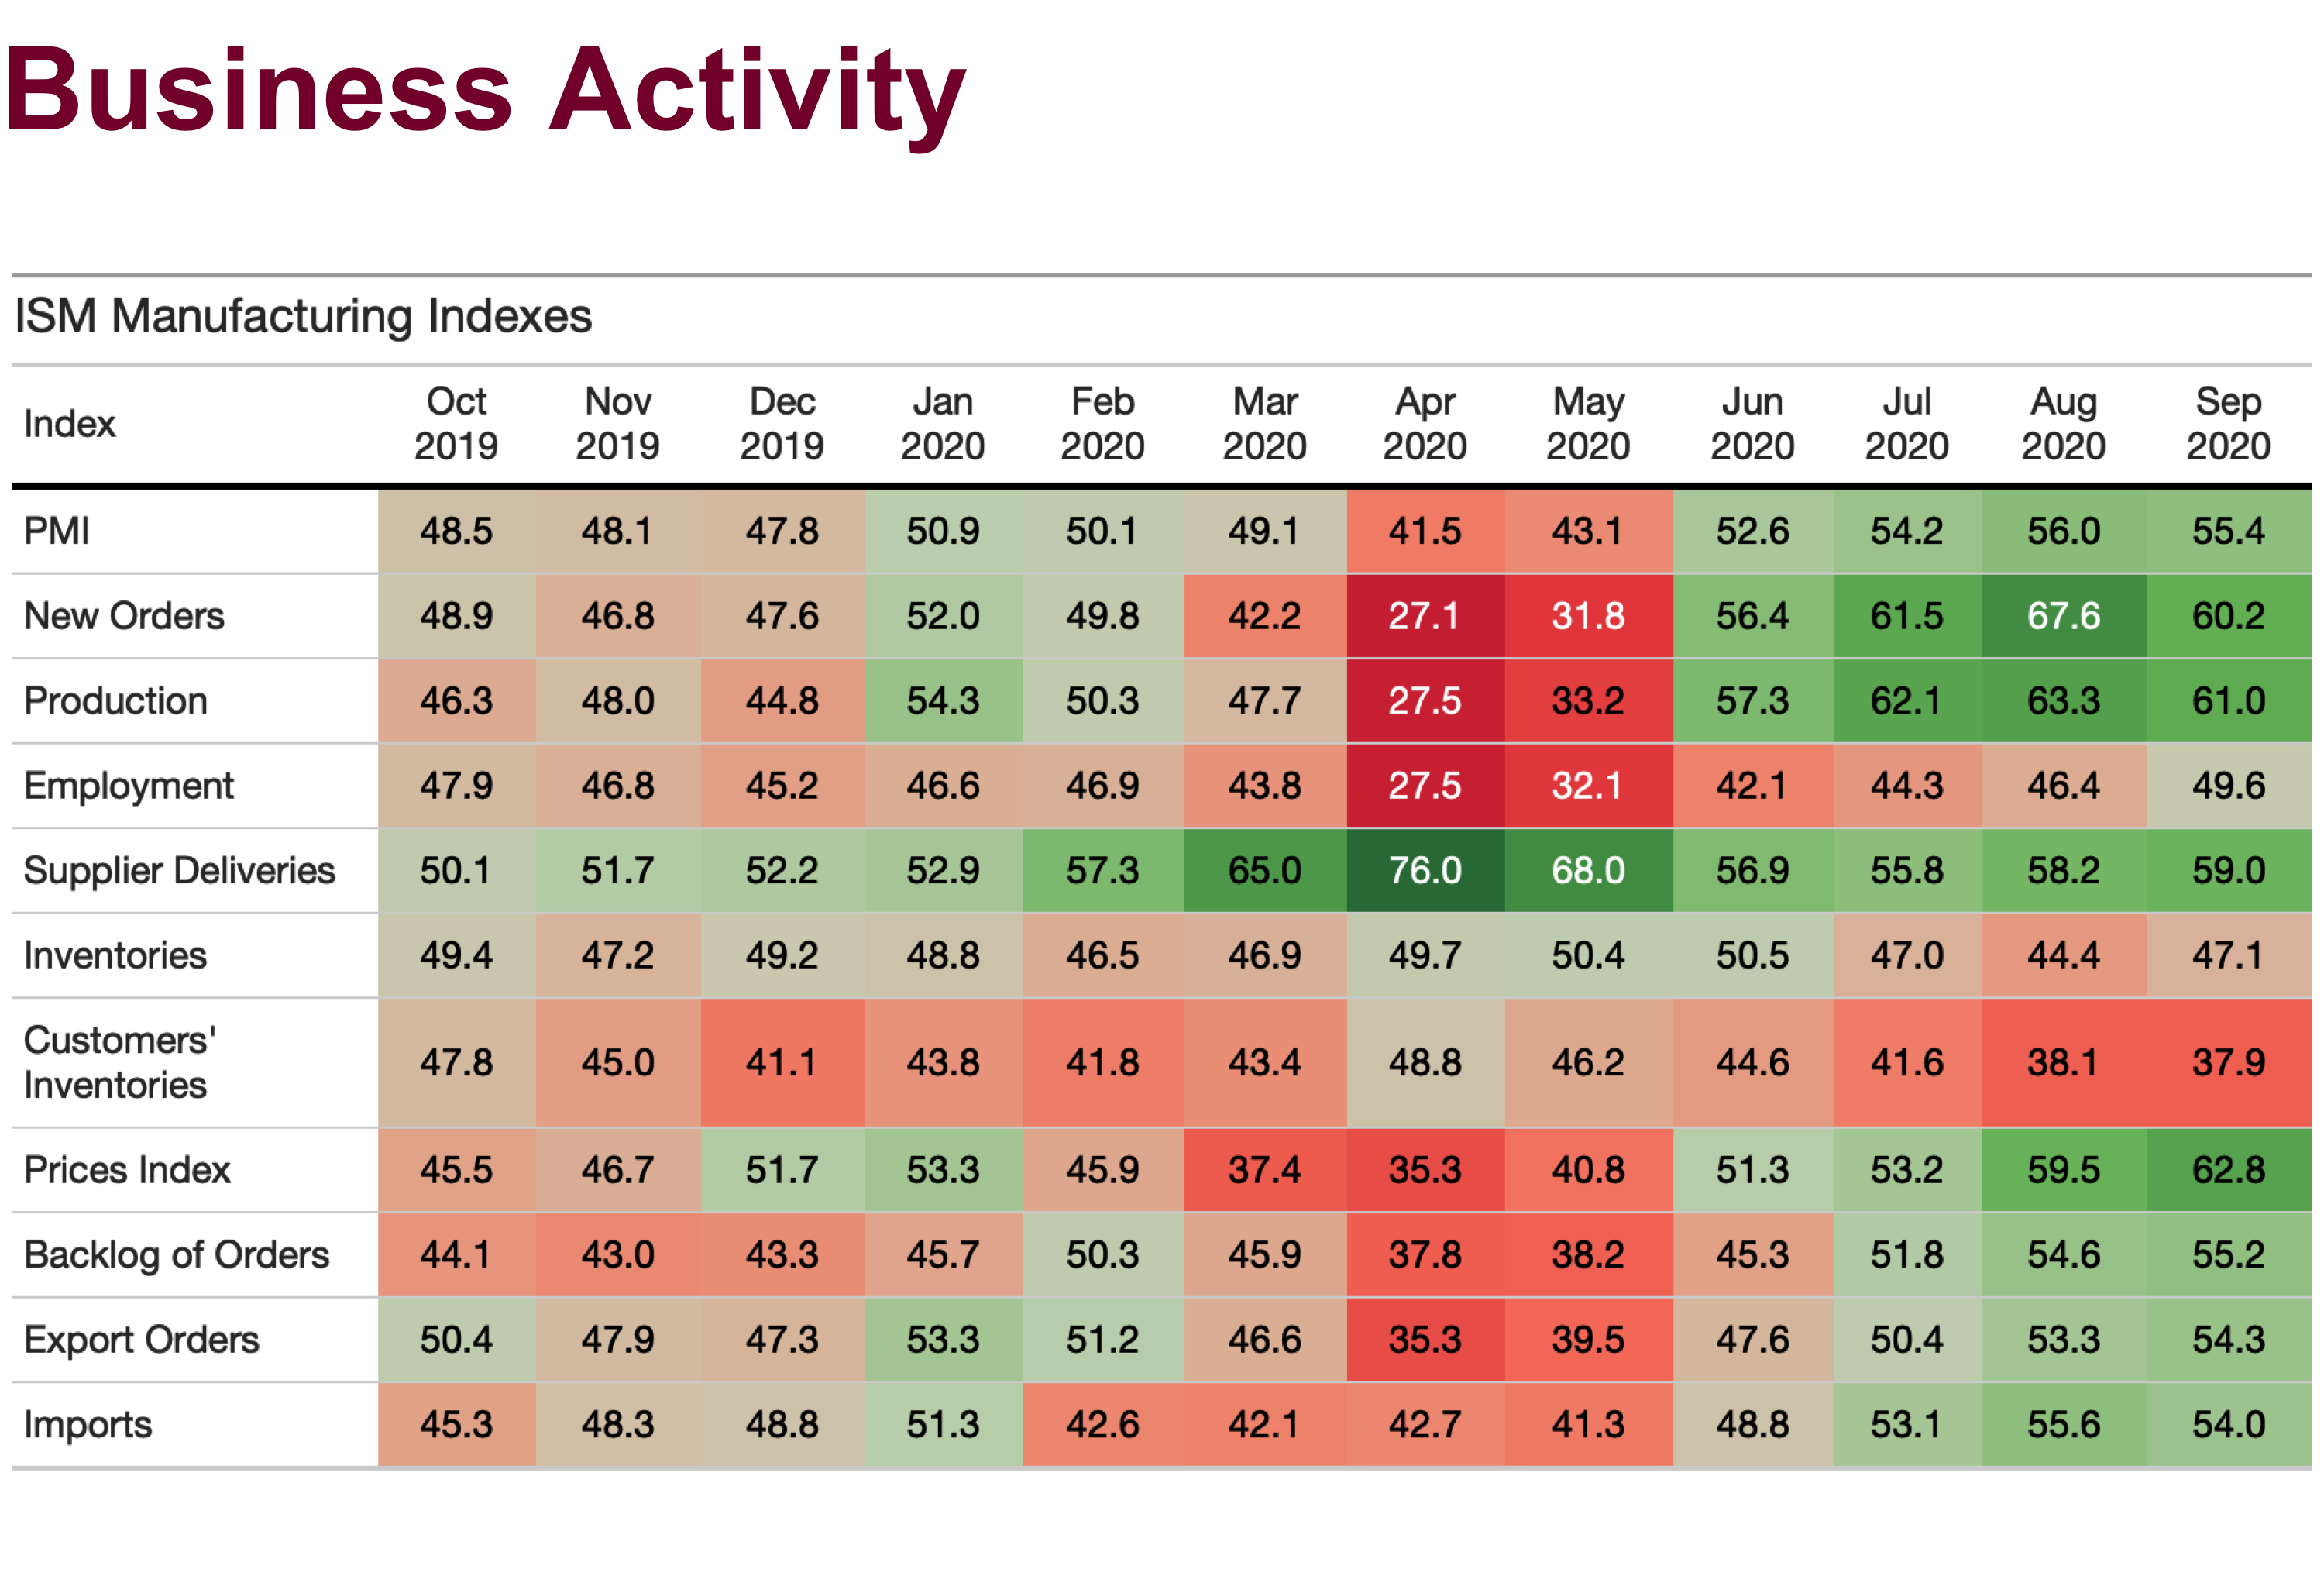 Business Activity
ISM Manufacturing Indexes
Index Oct 2019 Nov 2019 Dec 2019 Jan 2020 Feb 2020 Mar 2020 Apr 2020 May 2020 Jun 2020 Jul 2020 Aug 2020 Sep 2020
PMI 48.5 48.1 47.8 50.9 50.1 49.1 41.5 43.1 52.6 54.2 56.0 55.4
New Orders 48.9 46.8 47.6 52.0 49.8 42.2 27.1 31.8 56.4 61.5 67.6 60.2
Production 46.3 48.0 44.8 54.3 50.3 47.7 27.5 33.2 57.3 62.1 63.3 61.0
Employment 47.9 46.8 45.2 46.6 46.9 43.8 27.5 32.1 42.1 44.3 46.4 49.6
Supplier Deliveries 50.1 51.7 52.2 52.9 57.3 65.0 76.0 68.0 56.9 55.8 58.2 59.0
Inventories 49.4 47.2 49.2 48.8 46.5 46.9 49.7 50.4 50.5 47.0 44.4 47.1
Customers' Inventories 47.8 45.0 41.1 43.8 41.8 43.4 48.8 46.2 44.6 41.6 38.1 37.9
Prices Index 45.5 46.7 51.7 53.3 45.9 37.4 35.3 40.8 51.3 53.2 59.5 62.8
Backlog of Orders 44.1 43.0 43.3 45.7 50.3 45.9 37.8 38.2 45.3 51.8 54.6 55.2
Export Orders 50.4 47.9 47.3 53.3 51.2 46.6 35.3 39.5 47.6 50.4 53.3 54.3
Imports 45.3 48.3 48.8 51.3 42.6 42.1 42.7 41.3 48.8 53.1 55.6 54.0